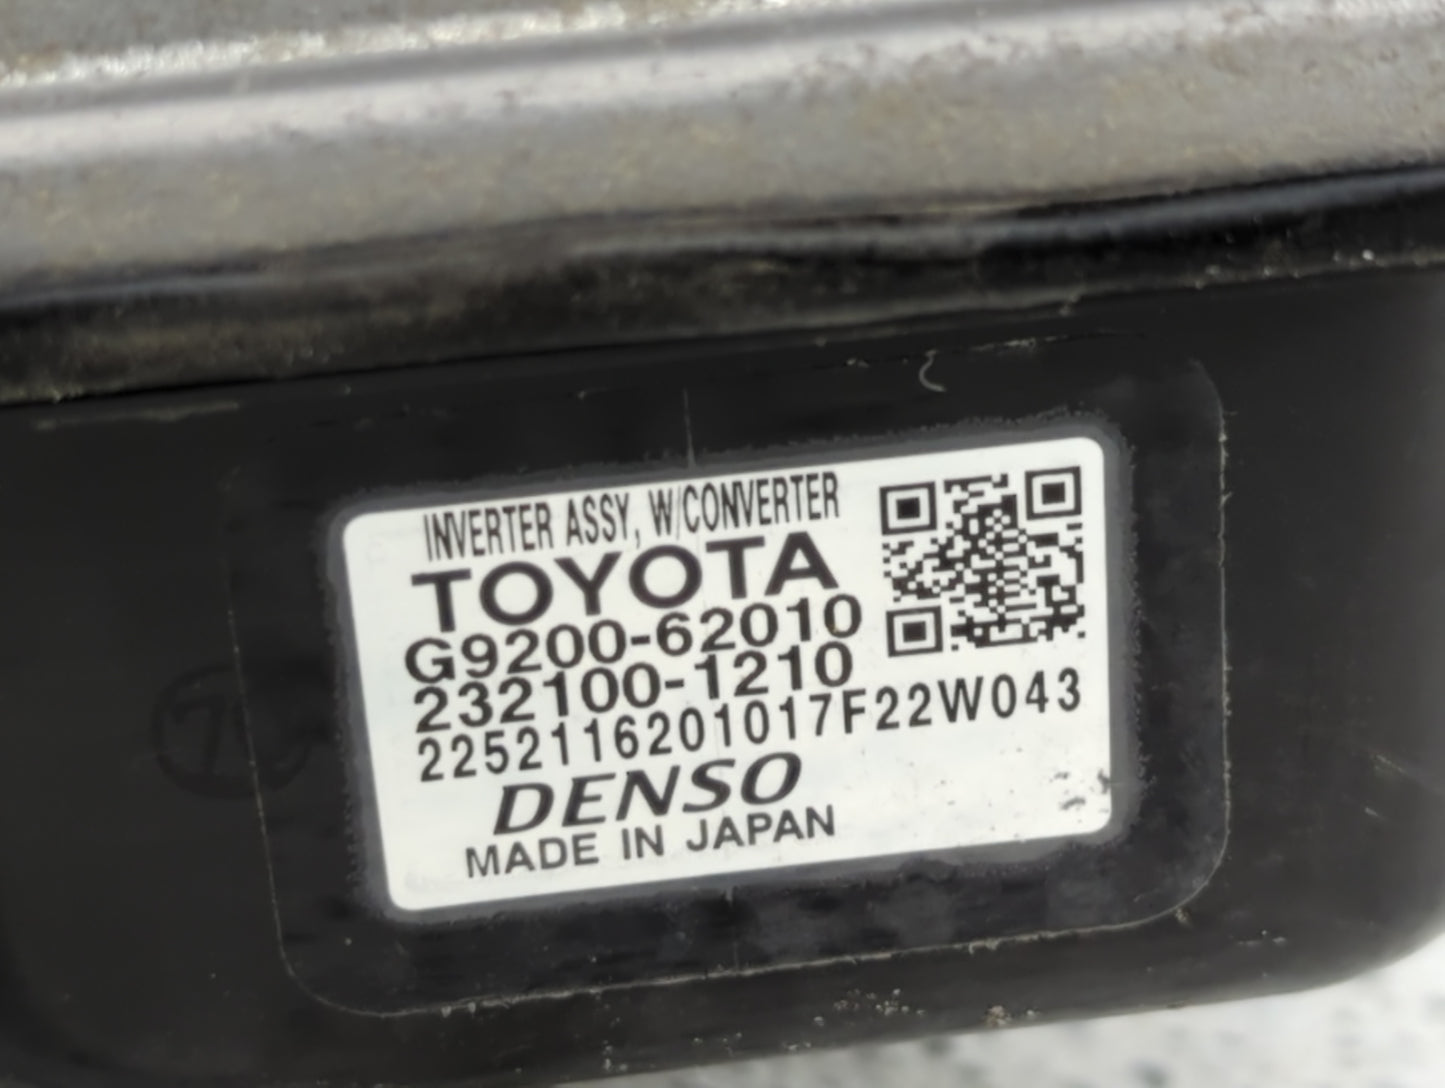 INVERTER ASSY, W/CONVERTER
TOYOTA
G9200-62010
232100-1210
2252116201017F22W043
DENSO
MADE IN JAPAN